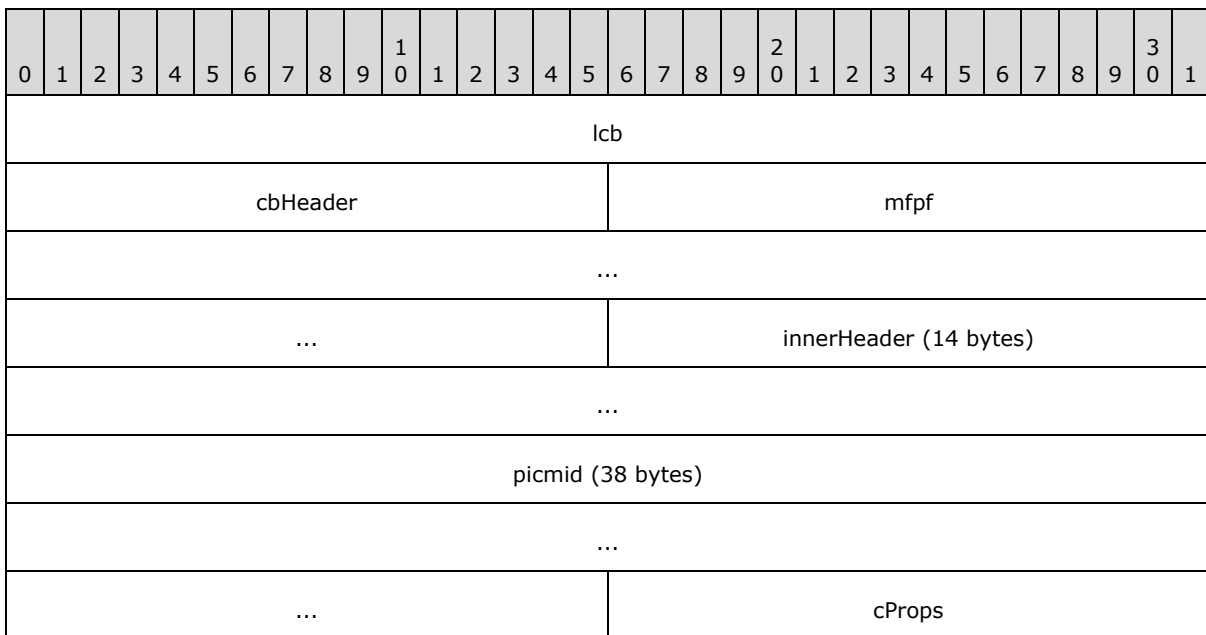 1 2 3
0 1 2 3 4 5 6 7 8 9 0 1 2 3 4 5 6 7 8 9 0 1 2 3 4 5 6 7 8 9 0 1
lcb
cbHeader mfpf
...
... innerHeader (14 bytes)
...
picmid (38 bytes)
...
... cProps